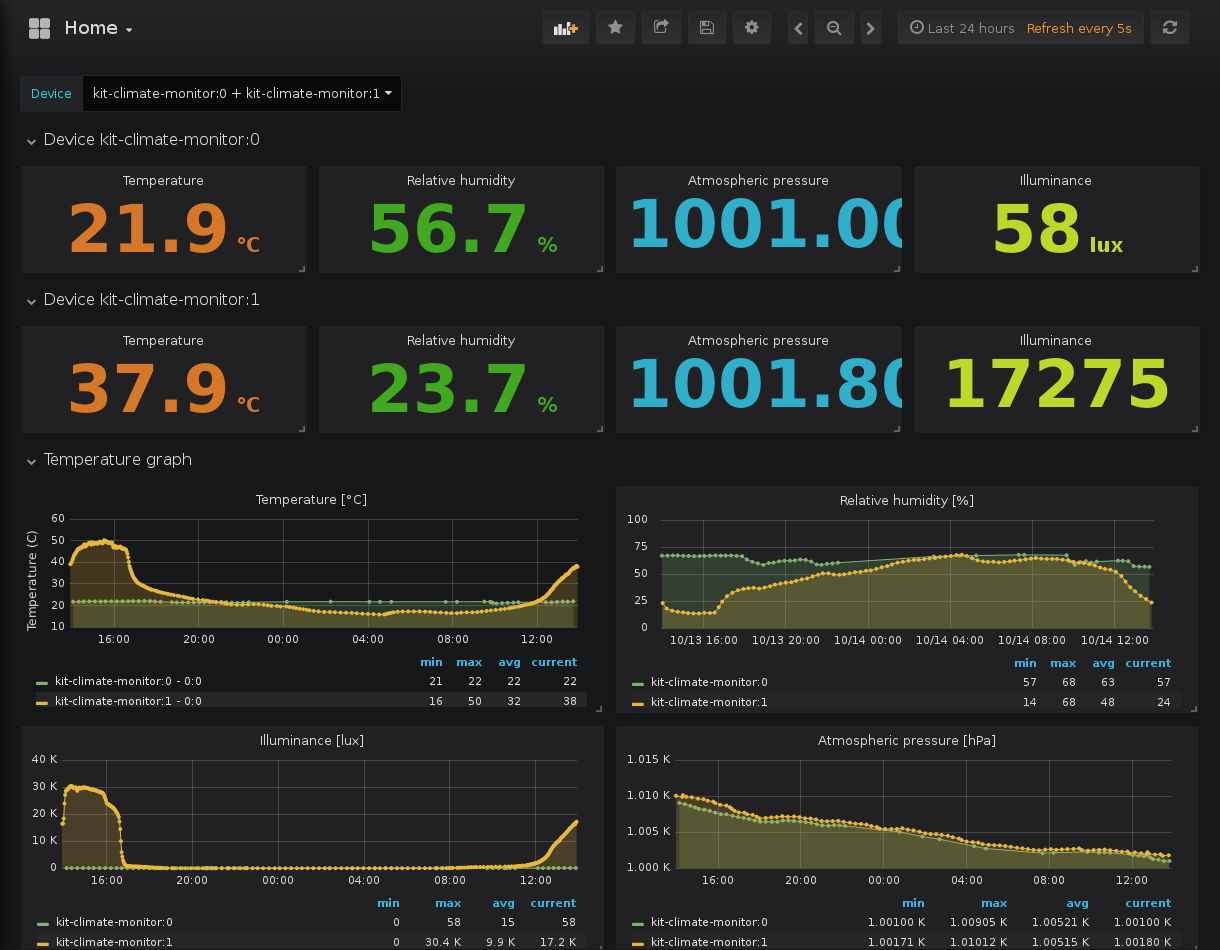 Home
Last 24 hours Refresh every 5s
Device kit-climate-monitor:0 + kit-climate-monitor:1
Device kit-climate-monitor:0
Temperature Relative humidity Atmospheric pressure Illuminance
21.9 °C 56.7 % 1001.00 58 lux
Device kit-climate-monitor:1
Temperature Relative humidity Atmospheric pressure Illuminance
37.9 °C 23.7 % 1001.80 17275
Temperature graph
Temperature [°C]
Temperature (C)
60
50
40
30
20
10
16:00 20:00 00:00 04:00 08:00 12:00
min max avg current
kit-climate-monitor:0 - 0:0 21 22 22 22
kit-climate-monitor:1 - 0:0 16 50 32 38
Relative humidity [%]
100
75
50
25
0
10/13 16:00 10/13 20:00 10/14 00:00 10/14 04:00 10/14 08:00 10/14 12:00
min max avg current
kit-climate-monitor:0 57 68 63 57
kit-climate-monitor:1 14 68 48 24
Illuminance [lux]
40 K
30 K
20 K
10 K
0
16:00 20:00 00:00 04:00 08:00 12:00
min max avg current
kit-climate-monitor:0 0 58 15 58
kit-climate-monitor:1 0 30.4 K 9.9 K 17.2 K
Atmospheric pressure [hPa]
1.015 K
1.010 K
1.005 K
1.000 K
16:00 20:00 00:00 04:00 08:00 12:00
min max avg current
kit-climate-monitor:0 1.00100 K 1.00905 K 1.00521 K 1.00100 K
kit-climate-monitor:1 1.00171 K 1.01012 K 1.00515 K 1.00180 K